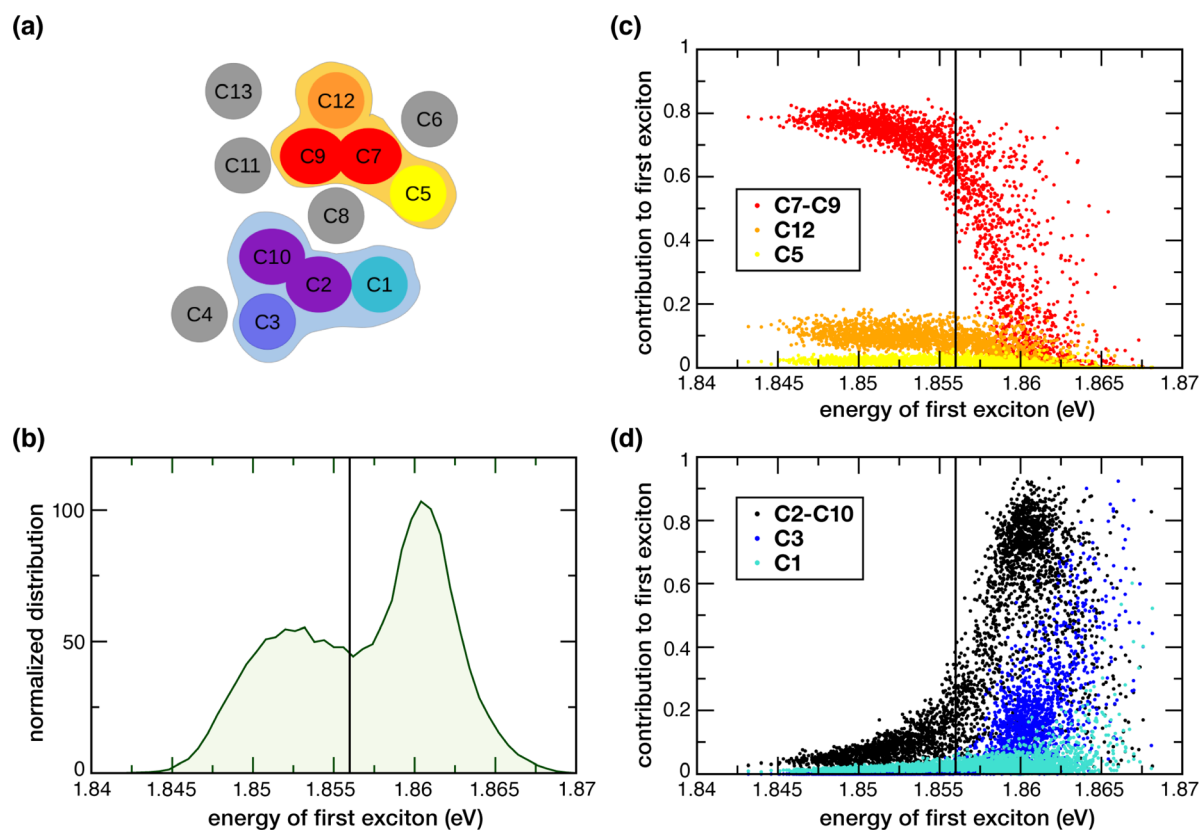 (a)
C13
C12
C6
C9
C7
C11
C5
C8
C10
C2
C1
C4
C3
(b)
100
50
0
1.84
1.845
1.85
1.855
1.86
1.865
1.87
normalized distribution
energy of first exciton (eV)
(c)
1
0.8
0.6
0.4
0.2
0
1.84
1.845
1.85
1.855
1.86
1.865
1.87
contribution to first exciton
energy of first exciton (eV)
C7-C9
C12
C5
(d)
1
0.8
0.6
0.4
0.2
0
1.84
1.845
1.85
1.855
1.86
1.865
1.87
contribution to first exciton
energy of first exciton (eV)
C2-C10
C3
C1